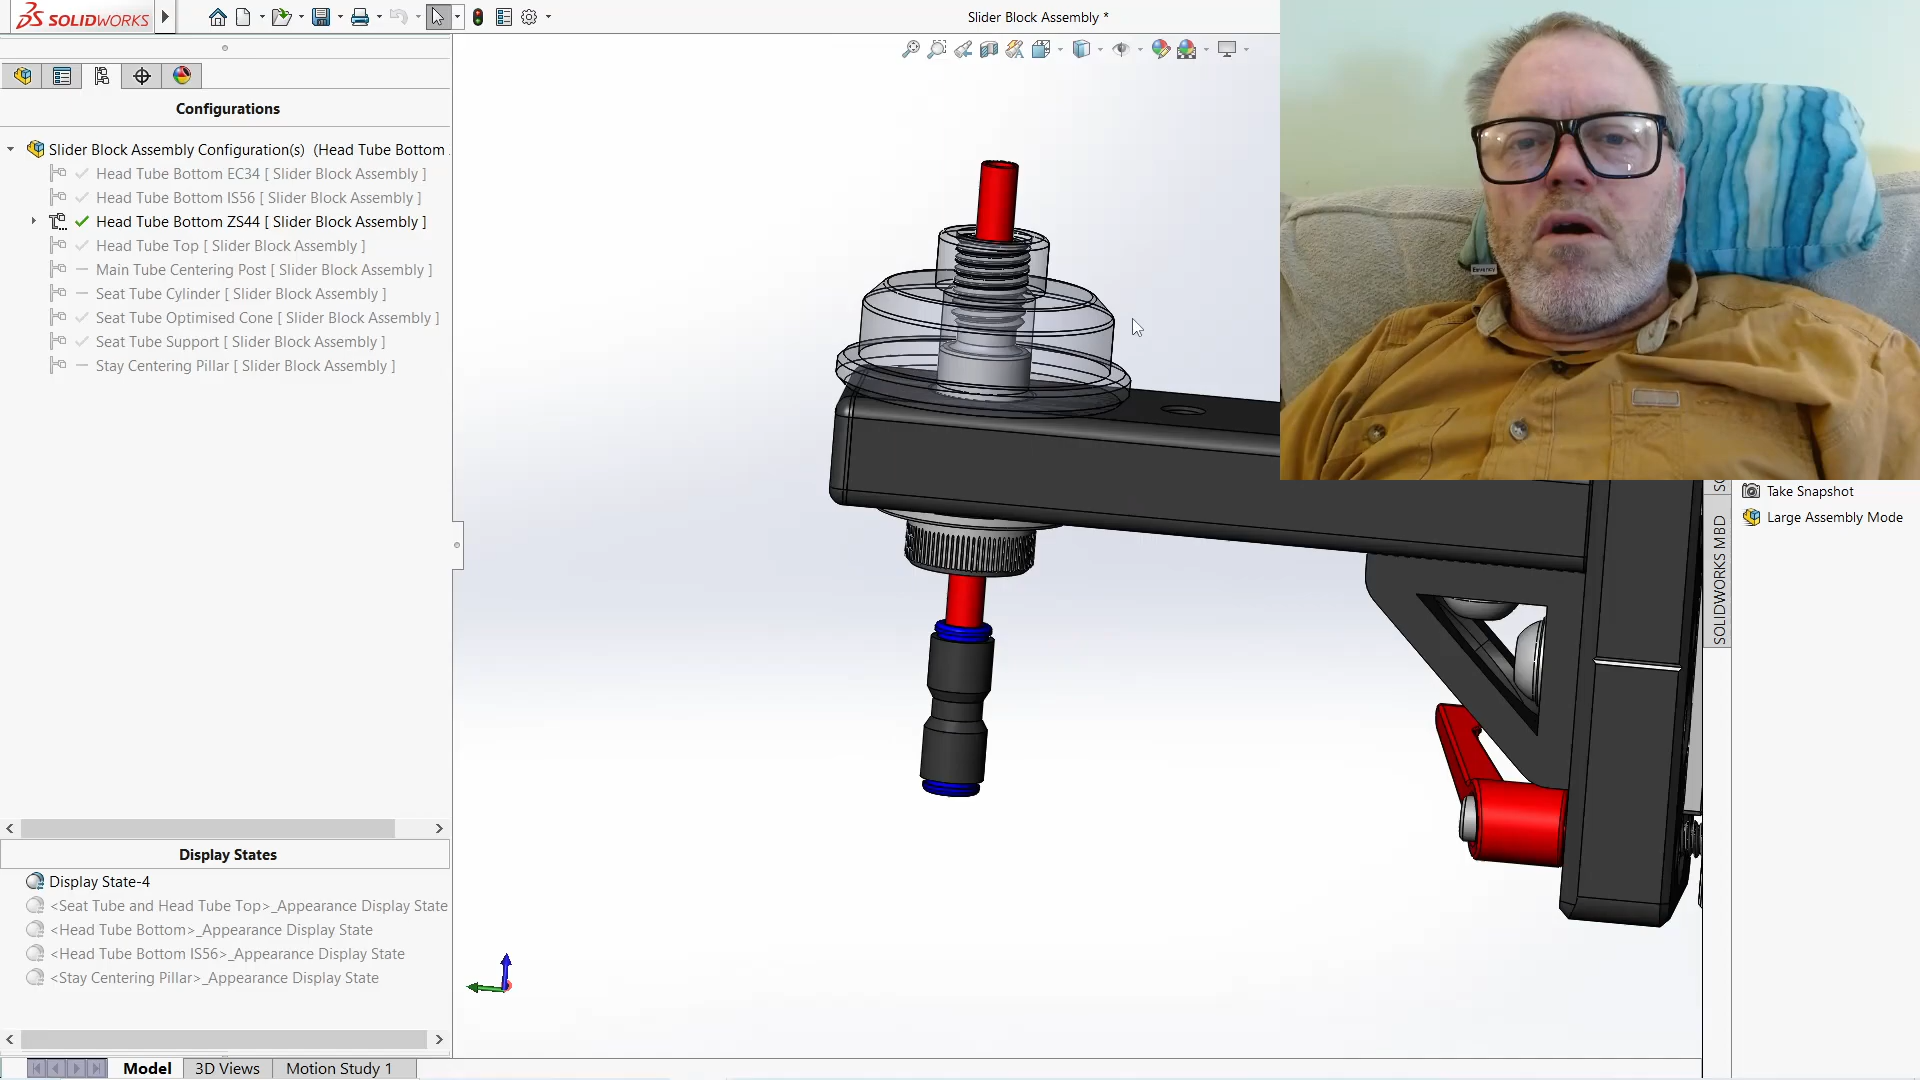 SOLIDWORKS
Slider Block Assembly *
Configurations
Slider Block Assembly Configuration(s) (Head Tube Bottom
Head Tube Bottom EC34 [ Slider Block Assembly ]
Head Tube Bottom IS56 [ Slider Block Assembly ]
Head Tube Bottom ZS44 [ Slider Block Assembly ]
Head Tube Top [ Slider Block Assembly ]
Main Tube Centering Post [ Slider Block Assembly ]
Seat Tube Cylinder [ Slider Block Assembly ]
Seat Tube Optimised Cone [ Slider Block Assembly ]
Seat Tube Support [ Slider Block Assembly ]
Stay Centering Pillar [ Slider Block Assembly ]
Take Snapshot
Large Assembly Mode
SOLIDWORKS MBD
Display States
Display State-4
<Seat Tube and Head Tube Top>_Appearance Display State
<Head Tube Bottom>_Appearance Display State
<Head Tube Bottom IS56>_Appearance Display State
<Stay Centering Pillar>_Appearance Display State
Model
3D Views
Motion Study 1